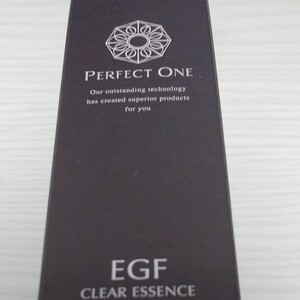 PERFECT ONE
Our outstanding technology
has created superior products
for you
EGF
CLEAR ESSENCE